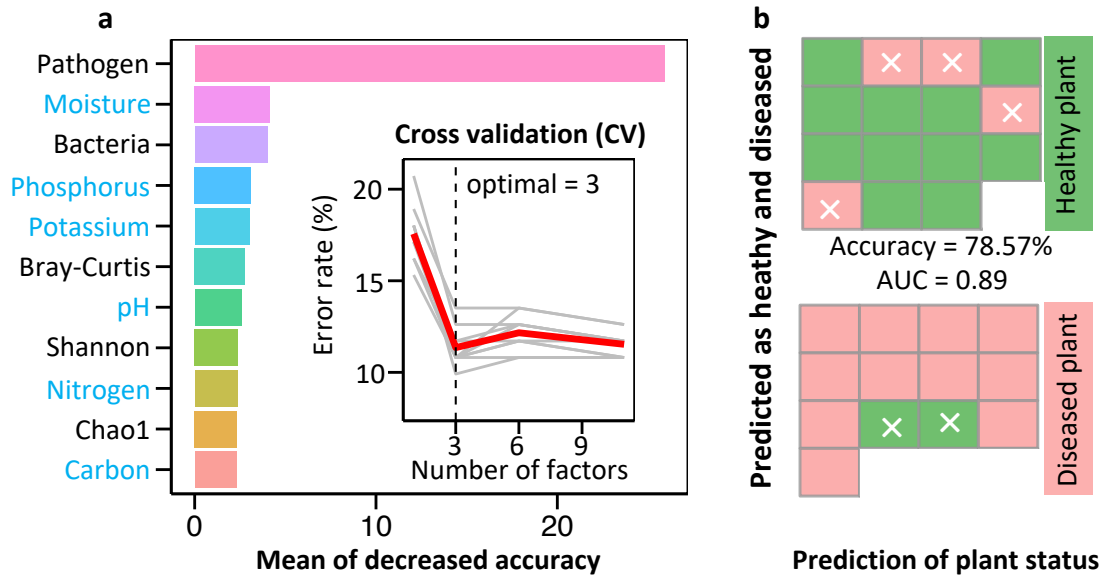 a
Pathogen
Moisture
Bacteria
Phosphorus
Potassium
Bray-Curtis
pH
Shannon
Nitrogen
Chao1
Carbon
0
10
20
Mean of decreased accuracy
Cross validation (CV)
optimal = 3
Error rate (%)
20
15
10
3
6
9
Number of factors
b
Predicted as heathy and diseased
Healthy plant
Accuracy = 78.57%
AUC = 0.89
Diseased plant
Prediction of plant status